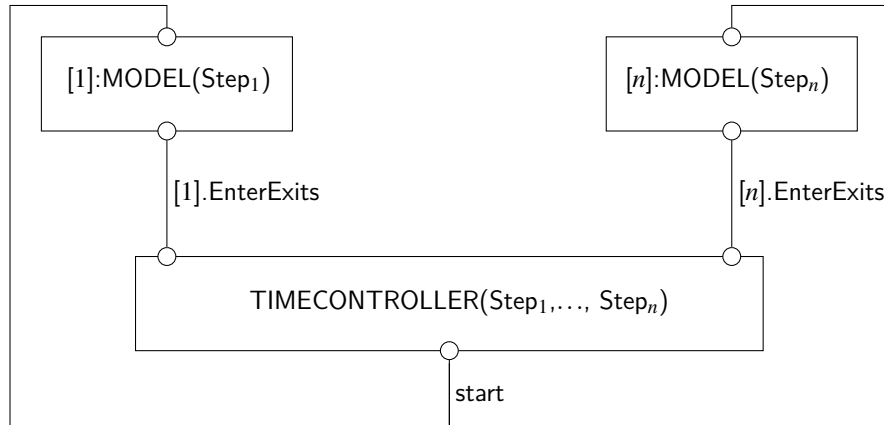 [1]:MODEL(Step₁)
[n]:MODEL(Stepₙ)
[1].EnterExits
[n].EnterExits
TIMECONTROLLER(Step₁,..., Stepₙ)
start